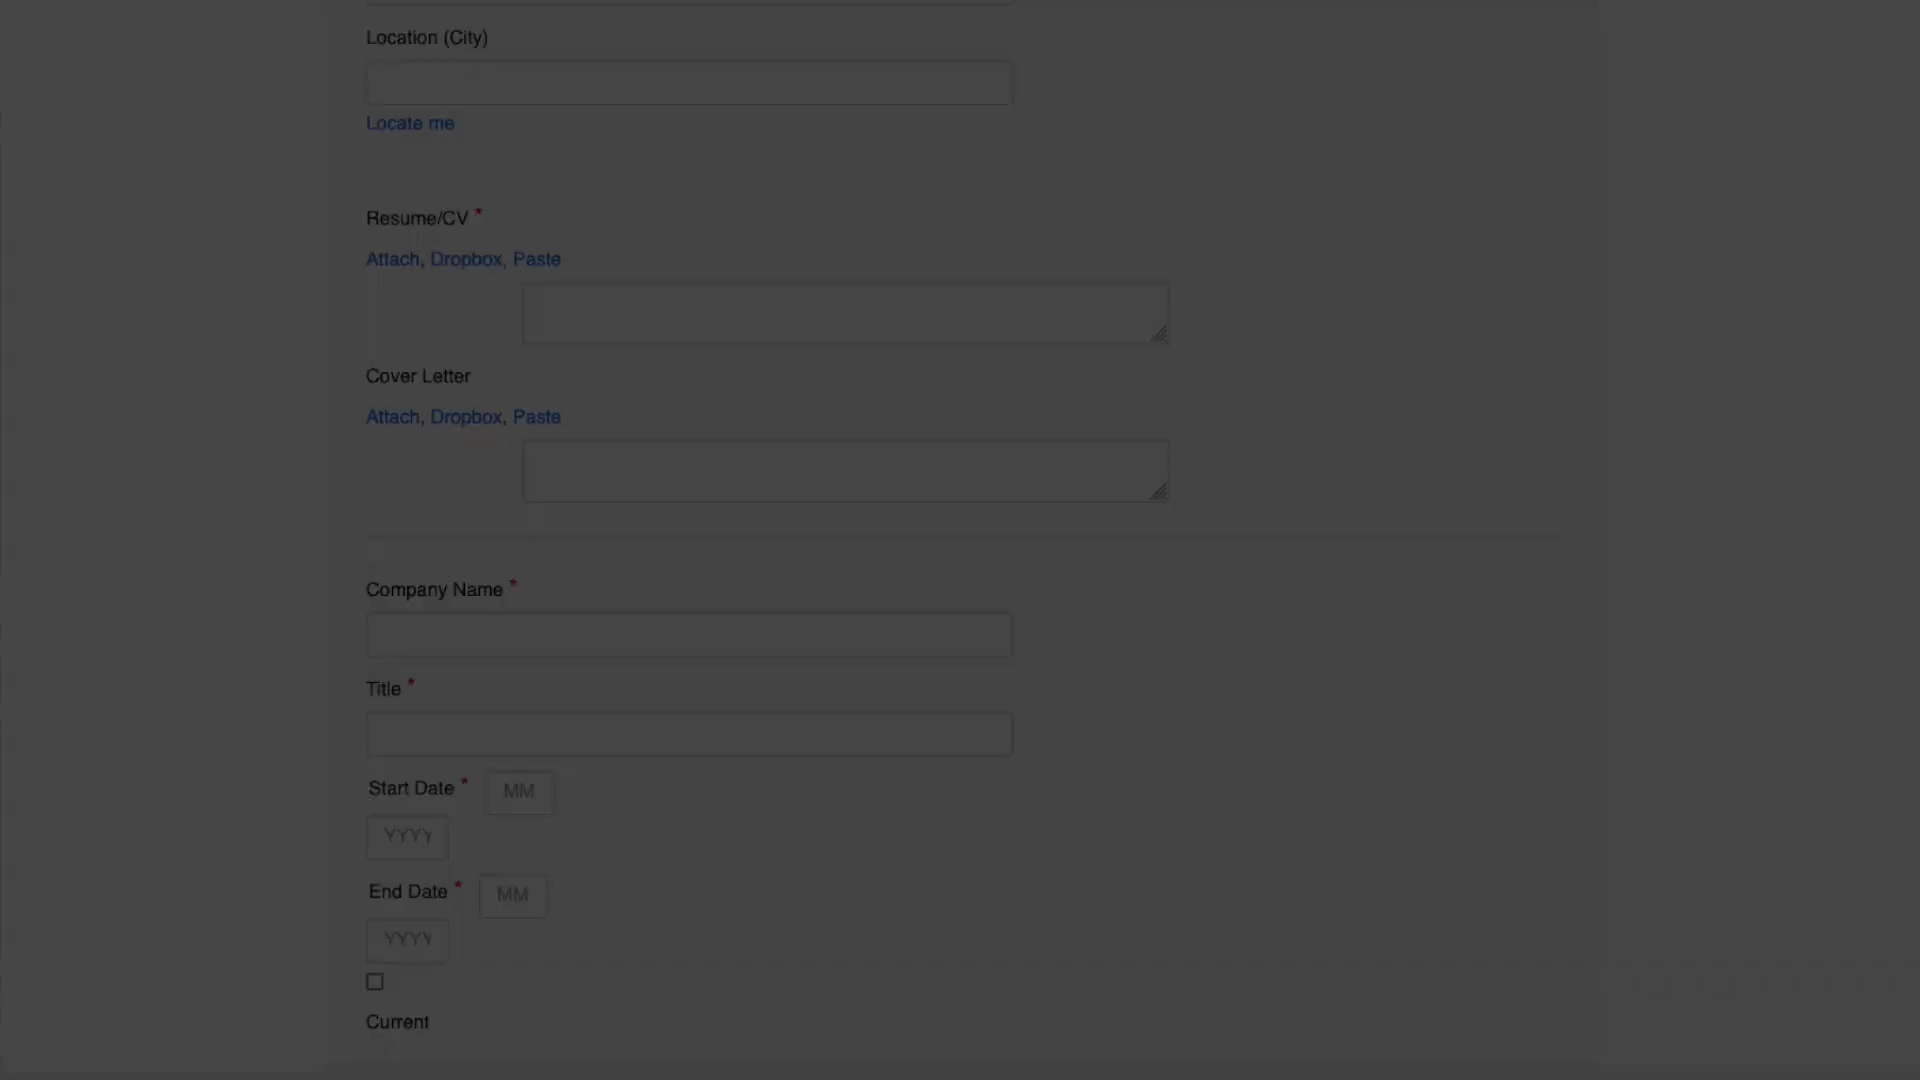 Location (City)
Locate me
Resume/CV *
Attach, Dropbox, Paste
Cover Letter
Attach, Dropbox, Paste
Company Name *
Title *
Start Date * MM
YYYY
End Date * MM
YYYY
Current